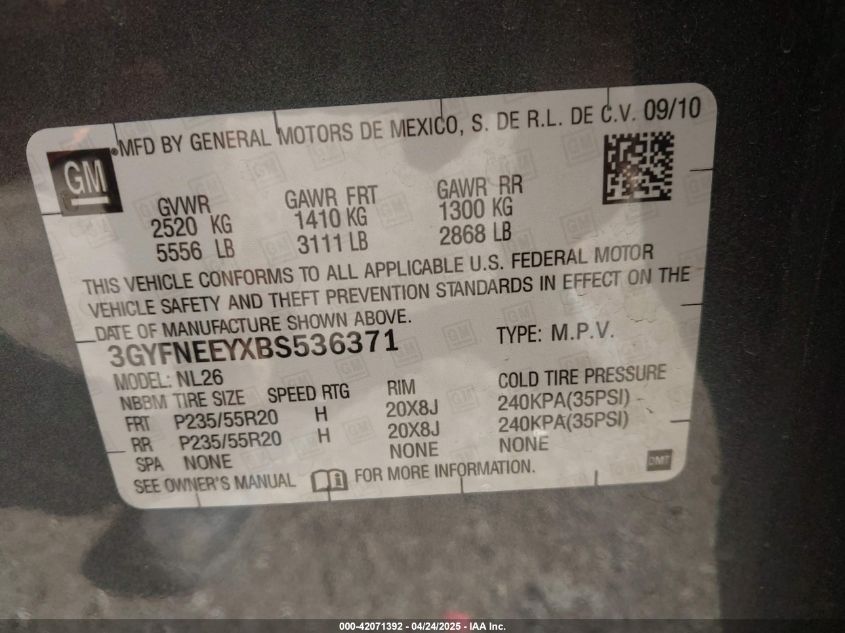 GM
MFD BY GENERAL MOTORS DE MEXICO, S. DE R.L. DE C.V. 09/10
GVWR GAWR FRT GAWR RR
2520 KG 1410 KG 1300 KG
5556 LB 3111 LB 2868 LB
THIS VEHICLE CONFORMS TO ALL APPLICABLE U.S. FEDERAL MOTOR
VEHICLE SAFETY AND THEFT PREVENTION STANDARDS IN EFFECT ON THE
DATE OF MANUFACTURE SHOWN ABOVE.
3GYFNEEYXBS536371 TYPE: M.P.V.
MODEL: NL26
NBBM TIRE SIZE SPEED RTG RIM COLD TIRE PRESSURE
FRT P235/55R20 H 20X8J 240KPA(35PSI)
RR P235/55R20 H 20X8J 240KPA(35PSI)
SPA NONE NONE NONE
SEE OWNER'S MANUAL i FOR MORE INFORMATION.
DMT
000-42071392 - 04/24/2025 - IAA Inc.